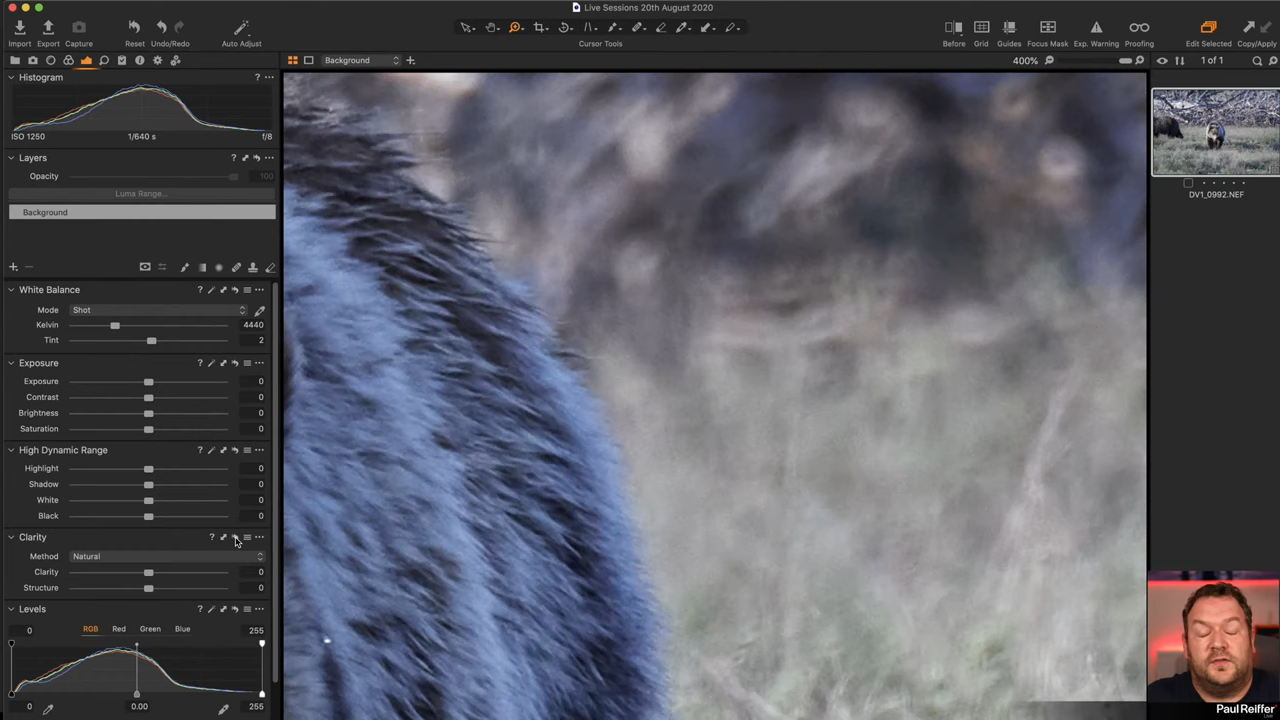 Live Sessions 20th August 2020
Import Export Capture Reset Undo/Redo Auto Adjust Cursor Tools Before Grid Guides Focus Mask Exp. Warning Proofing Edit Selected Copy/Apply
Background
400%
1 of 1
Histogram
ISO 1250 1/640 s f/8
Layers
Opacity 100
Luma Range...
Background
White Balance
Mode Shot
Kelvin 4440
Tint 2
Exposure
Exposure 0
Contrast 0
Brightness 0
Saturation 0
High Dynamic Range
Highlight 0
Shadow 0
White 0
Black 0
Clarity
Method Natural
Clarity 0
Structure 0
Levels
0 RGB Red Green Blue 255
0 0.00 255
DV1_0992.NEF
Paul Reiffer
Live